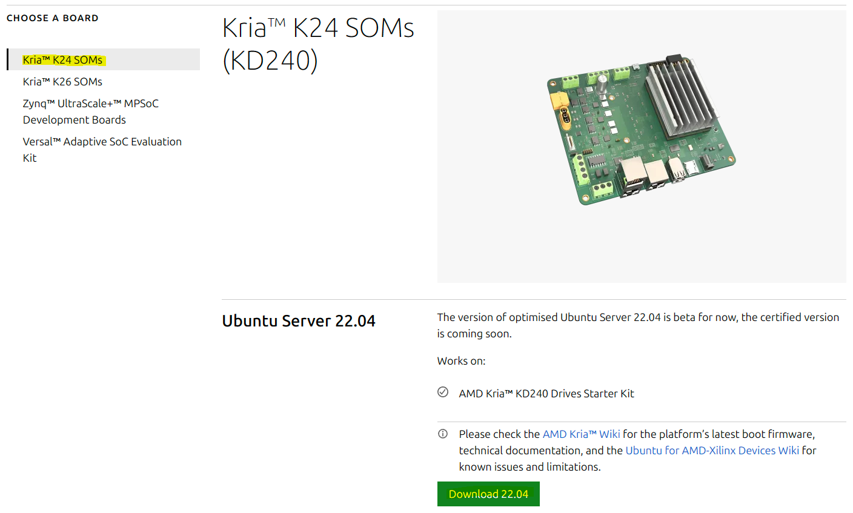 CHOOSE A BOARD
Kria™ K24 SOMs
Kria™ K26 SOMs
Zynq™ UltraScale+™ MPSoC
Development Boards
Versal™ Adaptive SoC Evaluation
Kit
Kria™ K24 SOMs
(KD240)
Ubuntu Server 22.04
The version of optimised Ubuntu Server 22.04 is beta for now, the certified version
is coming soon.
Works on:
AMD Kria™ KD240 Drives Starter Kit
Please check the AMD Kria™ Wiki for the platform's latest boot firmware,
technical documentation, and the Ubuntu for AMD-Xilinx Devices Wiki for
known issues and limitations.
Download 22.04